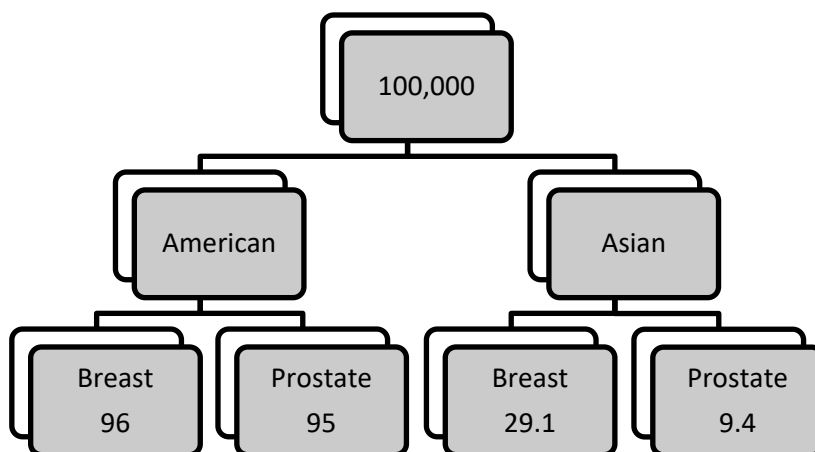 100,000
American
Asian
Breast
96
Prostate
95
Breast
29.1
Prostate
9.4